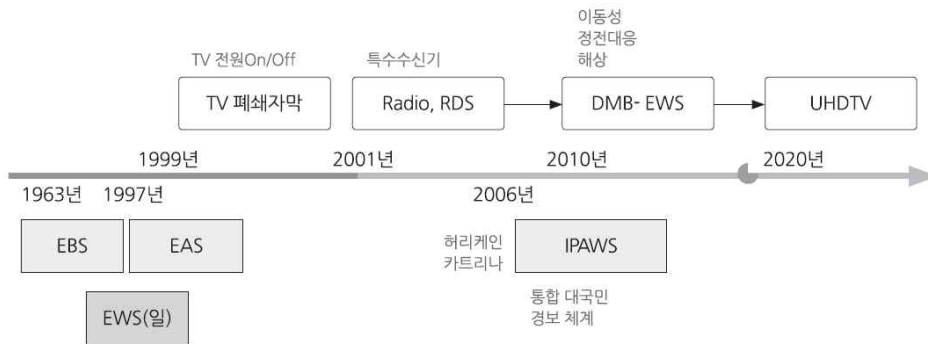 이동성
정전대응
해상
TV 전원On/Off
특수수신기
TV 폐쇄자막
Radio, RDS
DMB- EWS
UHDTV
1999년
2001년
2010년
2020년
1963년
1997년
2006년
EBS
EAS
허리케인
카트리나
IPAWS
통합 대국민
경보 체계
EWS(일)